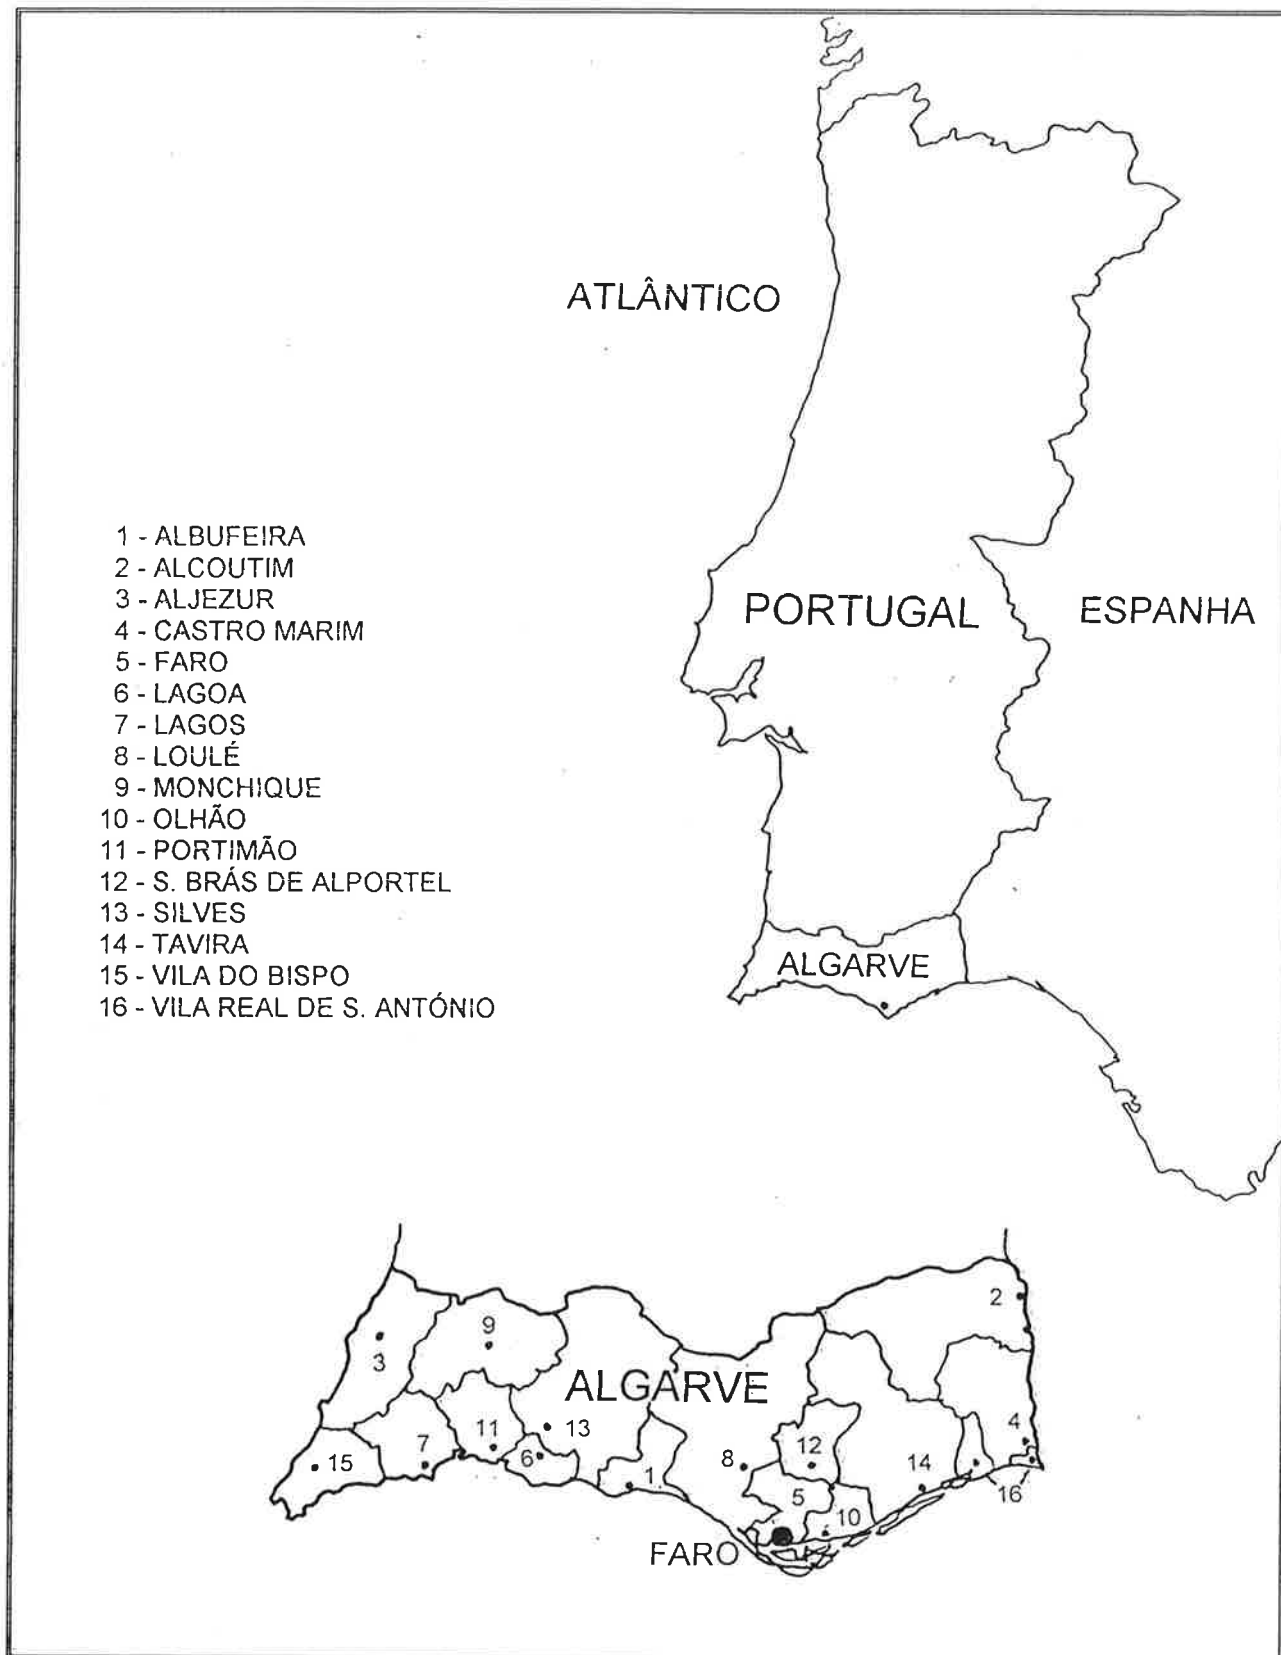 ATLÂNTICO
1 - ALBUFEIRA
2 - ALCOUTIM
3 - ALJEZUR
4 - CASTRO MARIM
5 - FARO
6 - LAGOA
7 - LAGOS
8 - LOULÉ
9 - MONCHIQUE
10 - OLHÃO
11 - PORTIMÃO
12 - S. BRÁS DE ALPORTEL
13 - SILVES
14 - TAVIRA
15 - VILA DO BISPO
16 - VILA REAL DE S. ANTÓNIO
PORTUGAL
ESPANHA
ALGARVE
2
9
3
ALGARVE
13
11
4
7
15
6
8
12
14
1
5
16
10
FARO